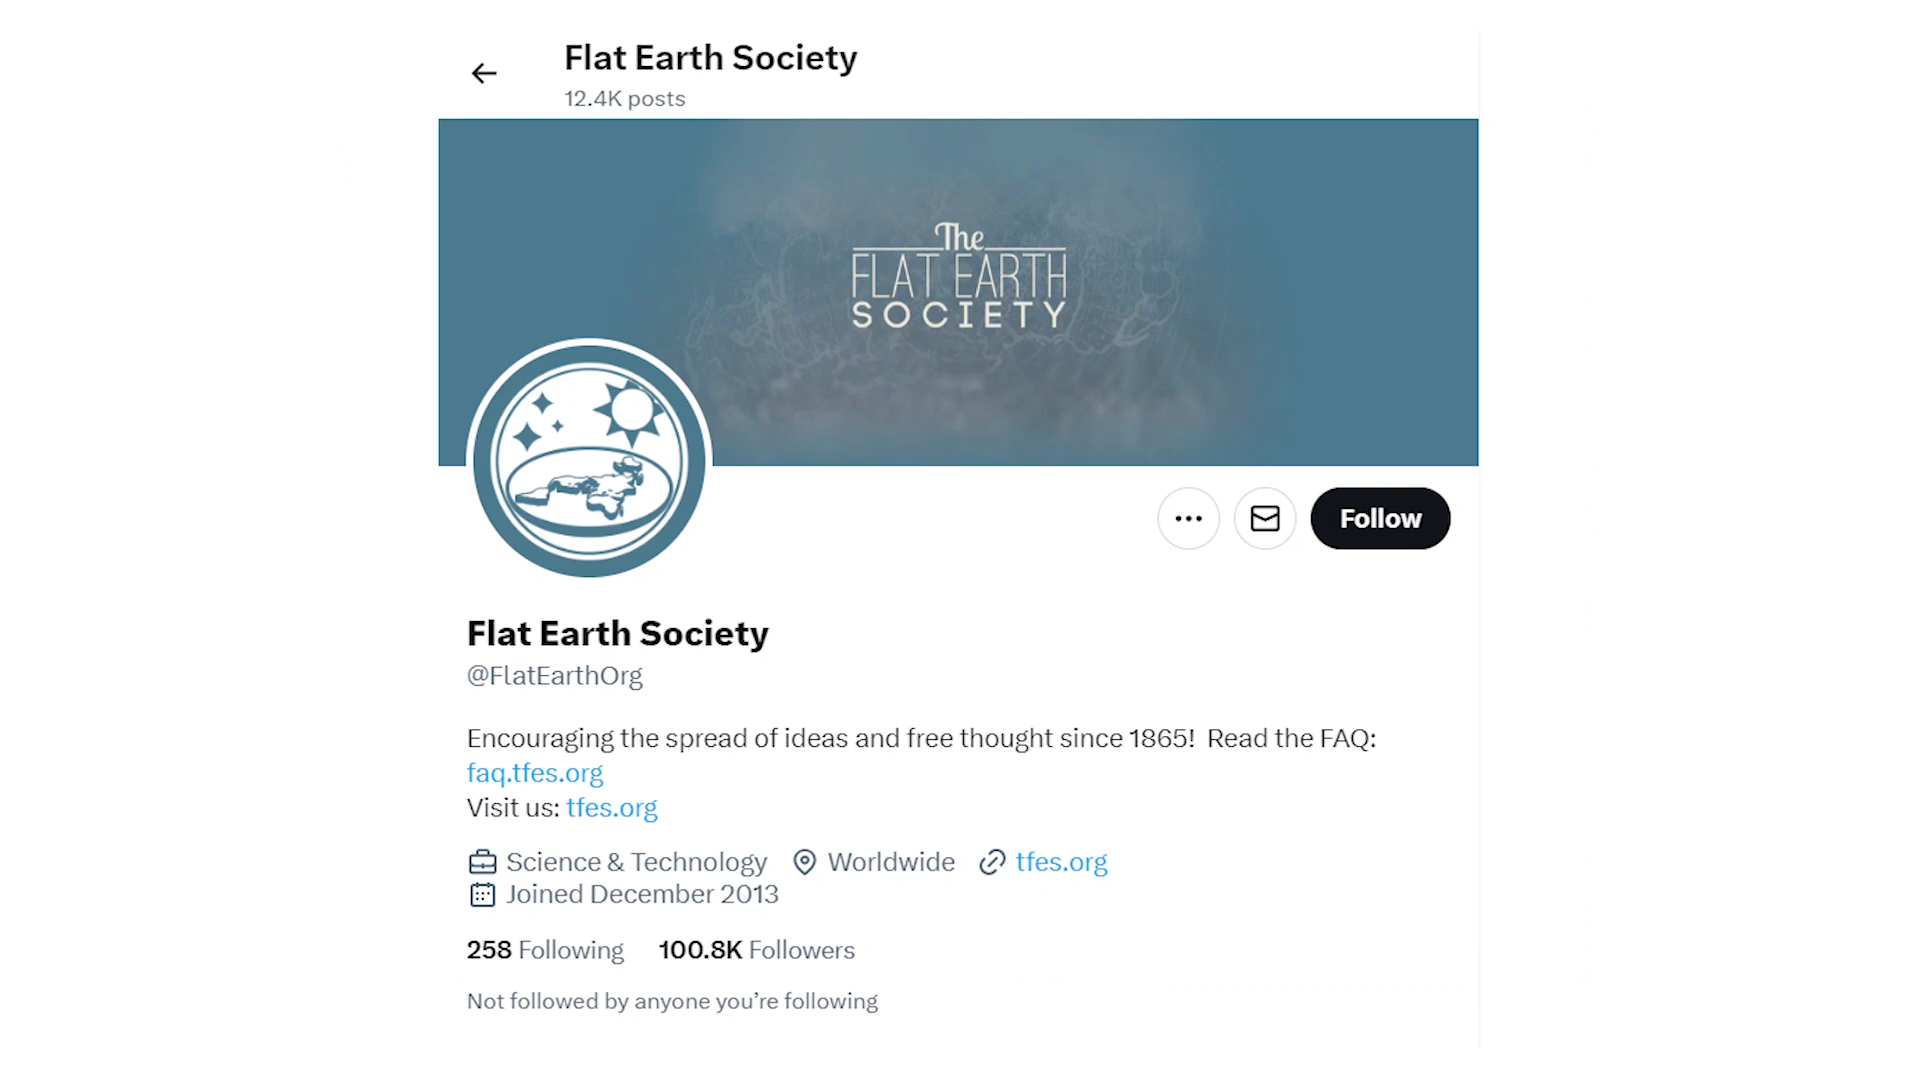 Flat Earth Society
12.4K posts
The
FLAT EARTH
SOCIETY
Follow
Flat Earth Society
@FlatEarthOrg
Encouraging the spread of ideas and free thought since 1865!  Read the FAQ:
faq.tfes.org
Visit us: tfes.org
Science & Technology Worldwide tfes.org
Joined December 2013
258 Following 100.8K Followers
Not followed by anyone you’re following